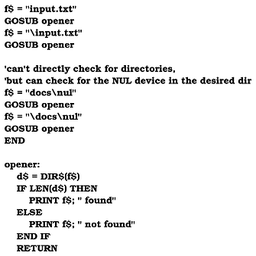 f$ = "input.txt"
GOSUB opener
f$ = "\input.txt"
GOSUB opener

'can't directly check for directories,
'but can check for the NUL device in the desired dir
f$ = "docs\nul"
GOSUB opener
f$ = "\docs\nul"
GOSUB opener
END

opener:
    d$ = DIR$(f$)
    IF LEN(d$) THEN
        PRINT f$; " found"
    ELSE
        PRINT f$; " not found"
    END IF
    RETURN